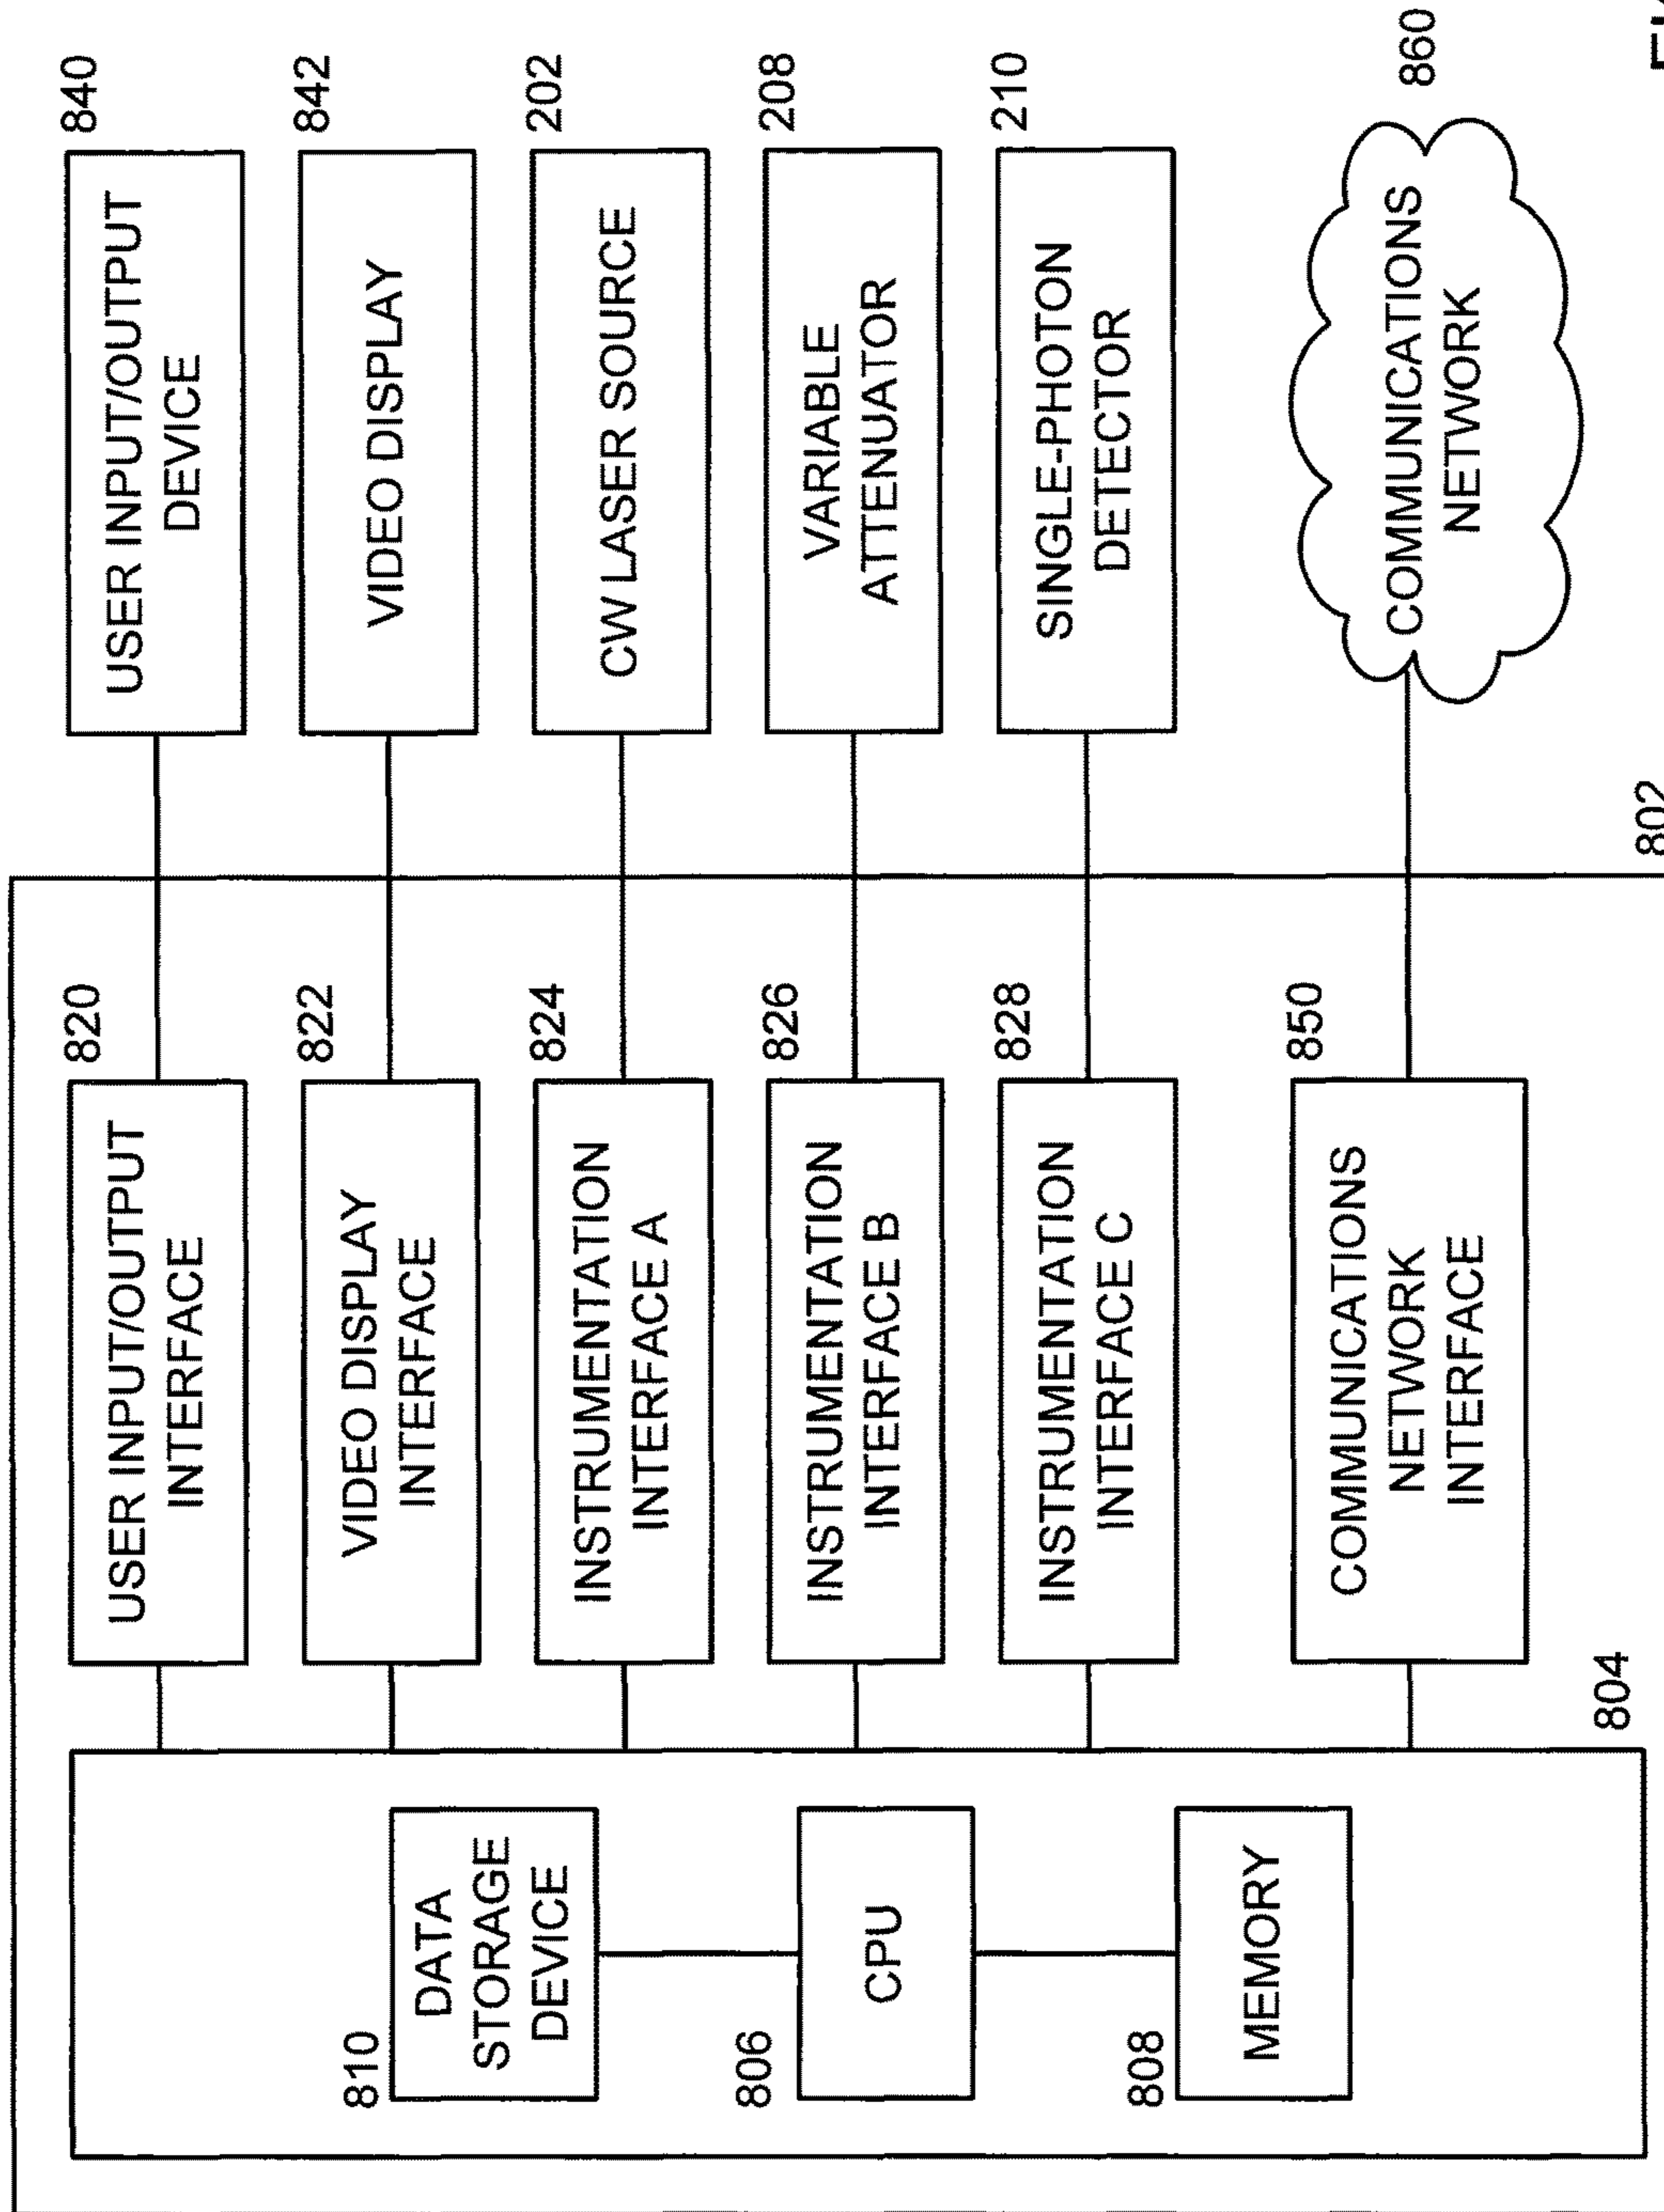 810
DATA
STORAGE
DEVICE
806
CPU
808
MEMORY
804
820
USER INPUT/OUTPUT
INTERFACE
822
VIDEO DISPLAY
INTERFACE
824
INSTRUMENTATION
INTERFACE A
826
INSTRUMENTATION
INTERFACE B
828
INSTRUMENTATION
INTERFACE C
850
COMMUNICATIONS
NETWORK
INTERFACE
802
840
USER INPUT/OUTPUT
DEVICE
842
VIDEO DISPLAY
202
CW LASER SOURCE
208
VARIABLE
ATTENUATOR
210
SINGLE-PHOTON
DETECTOR
860
COMMUNICATIONS
NETWORK